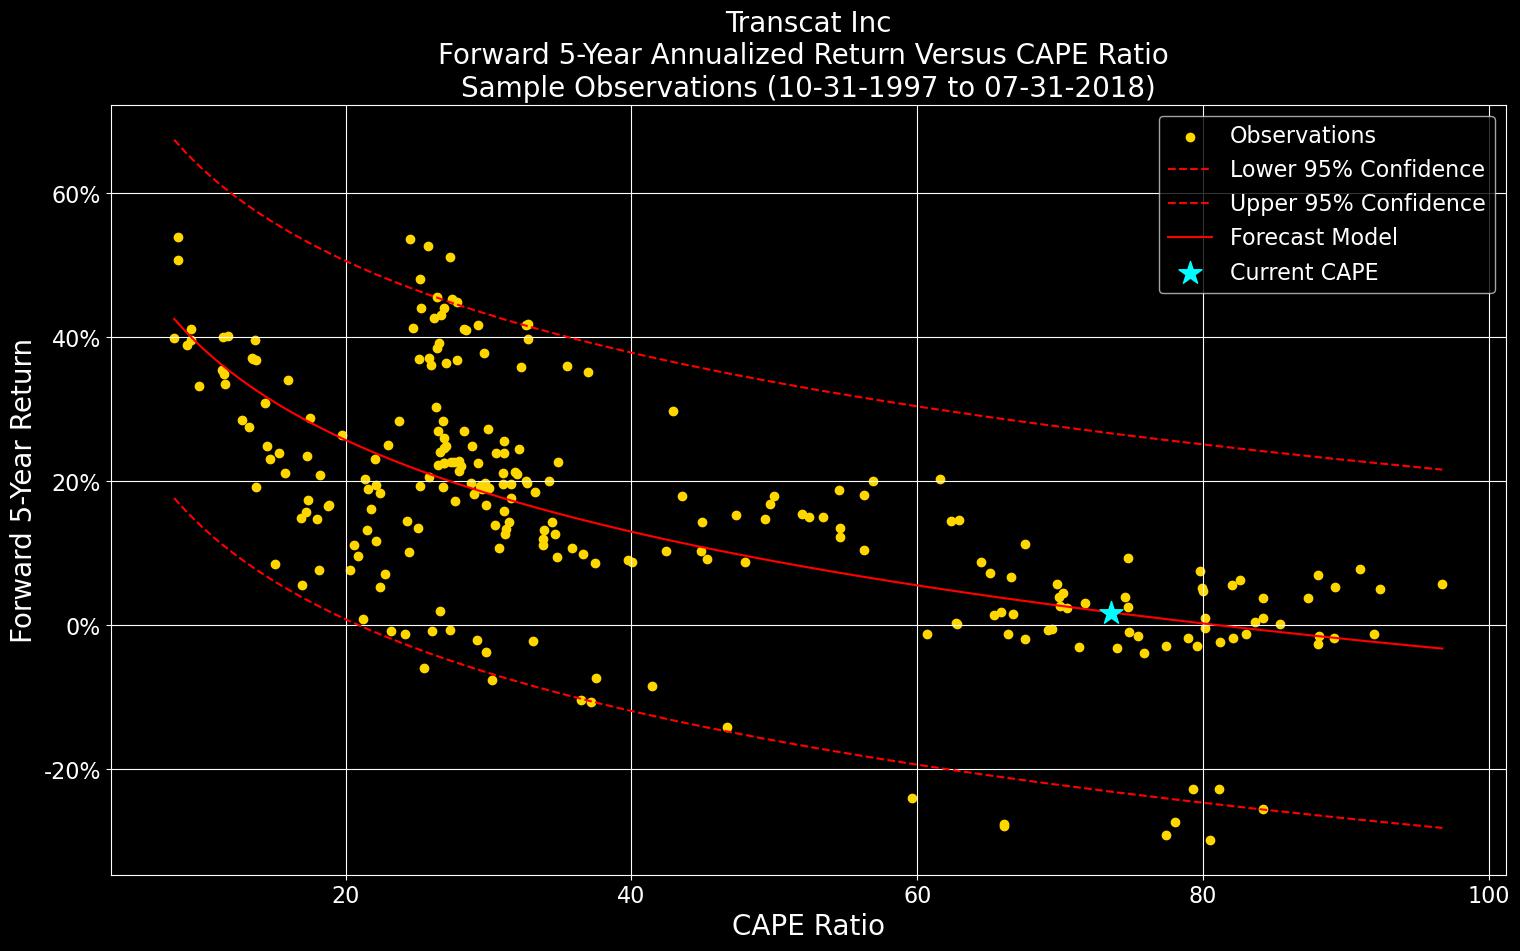 Transcat Inc
Forward 5-Year Annualized Return Versus CAPE Ratio
Sample Observations (10-31-1997 to 07-31-2018)
Observations
Lower 95% Confidence
Upper 95% Confidence
Forecast Model
Current CAPE
Forward 5-Year Return
60%
40%
20%
0%
-20%
20
40
60
80
100
CAPE Ratio